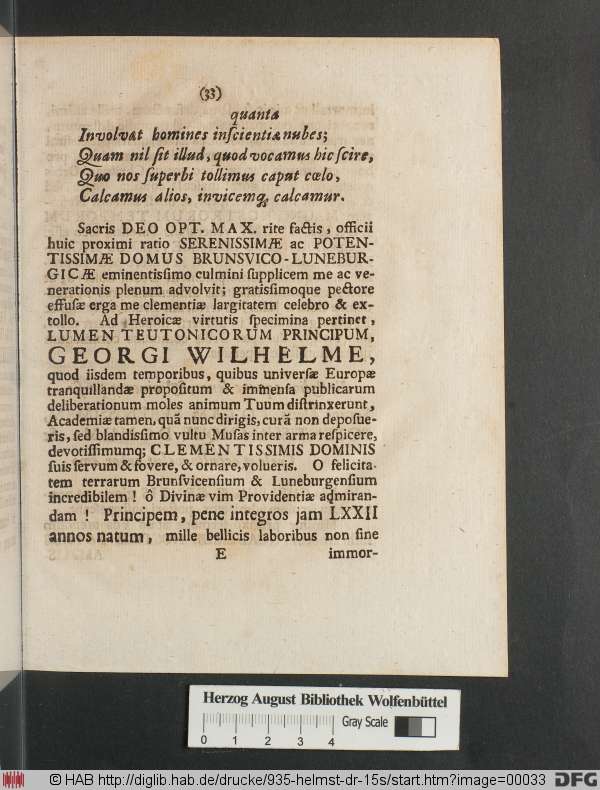 (33)
quanta
Involvat homines inscientiæ nubes;
Quam nil sit illud, quod vocamus hic scire,
Quo nos superbi tollimus caput cœlo,
Calcamus alios, invicemq; calcamur.
Sacris DEO OPT. MAX. rite factis, officii
huic proximi ratio SERENISSIMÆ ac POTEN-
TISSIMÆ DOMUS BRUNSVICO-LUNEBUR-
GICÆ eminentissimo culmini supplicem me ac ve-
nerationis plenum advolvit; gratissimoque pectore
effusæ erga me clementiæ largitatem celebro & ex-
tollo. Ad Heroicæ virtutis specimina pertinet,
LUMEN TEUTONICORUM PRINCIPUM,
GEORGI WILHELME,
quod iisdem temporibus, quibus universæ Europæ
tranquillandæ propositum & immensa publicarum
deliberationum moles animum Tuum distrinxerunt,
Academiæ tamen, quã nunc dirigis, curã non deposue-
ris, sed blandissimo vultu Musas inter arma respicere,
devotissimumq; CLEMENTISSIMIS DOMINIS
suis servum & fovere, & ornare, volueris. O felicita-
tem terrarum Brunsvicensium & Luneburgensium
incredibilem! ô Divinæ vim Providentiæ admiran-
dam! Principem, pene integros jam LXXII
annos natum, mille bellicis laboribus non sine
E immor-
Herzog August Bibliothek Wolfenbüttel
Gray Scale
0 1 2 3 4
© HAB http://diglib.hab.de/drucke/935-helmst-dr-15s/start.htm?image=00033
DFG